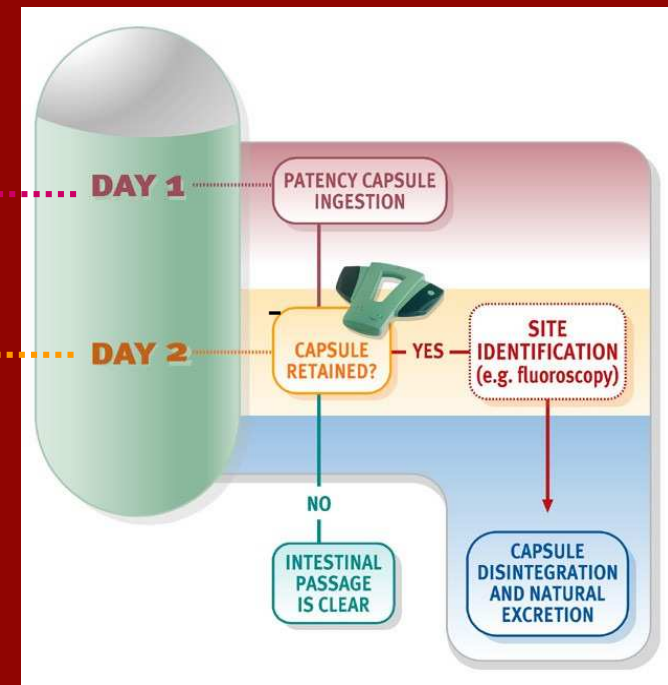 DAY 1
PATENCY CAPSULE
INGESTION
DAY 2
CAPSULE
RETAINED?
YES
SITE
IDENTIFICATION
(e.g. fluoroscopy)
NO
INTESTINAL
PASSAGE
IS CLEAR
CAPSULE
DISINTEGRATION
AND NATURAL
EXCRETION